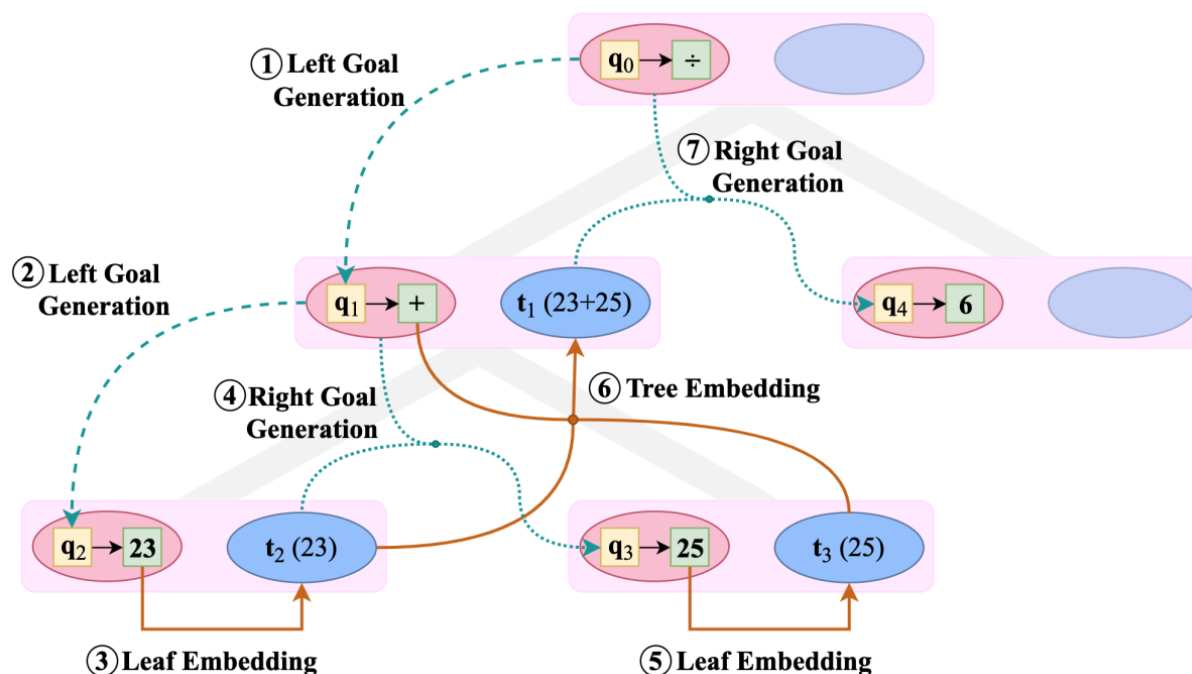 q0 → ÷
① Left Goal
Generation
⑦ Right Goal
Generation
② Left Goal
Generation
q1 → +
t1 (23+25)
q4 → 6
④ Right Goal
Generation
⑥ Tree Embedding
q2 → 23
t2 (23)
q3 → 25
t3 (25)
③ Leaf Embedding
⑤ Leaf Embedding